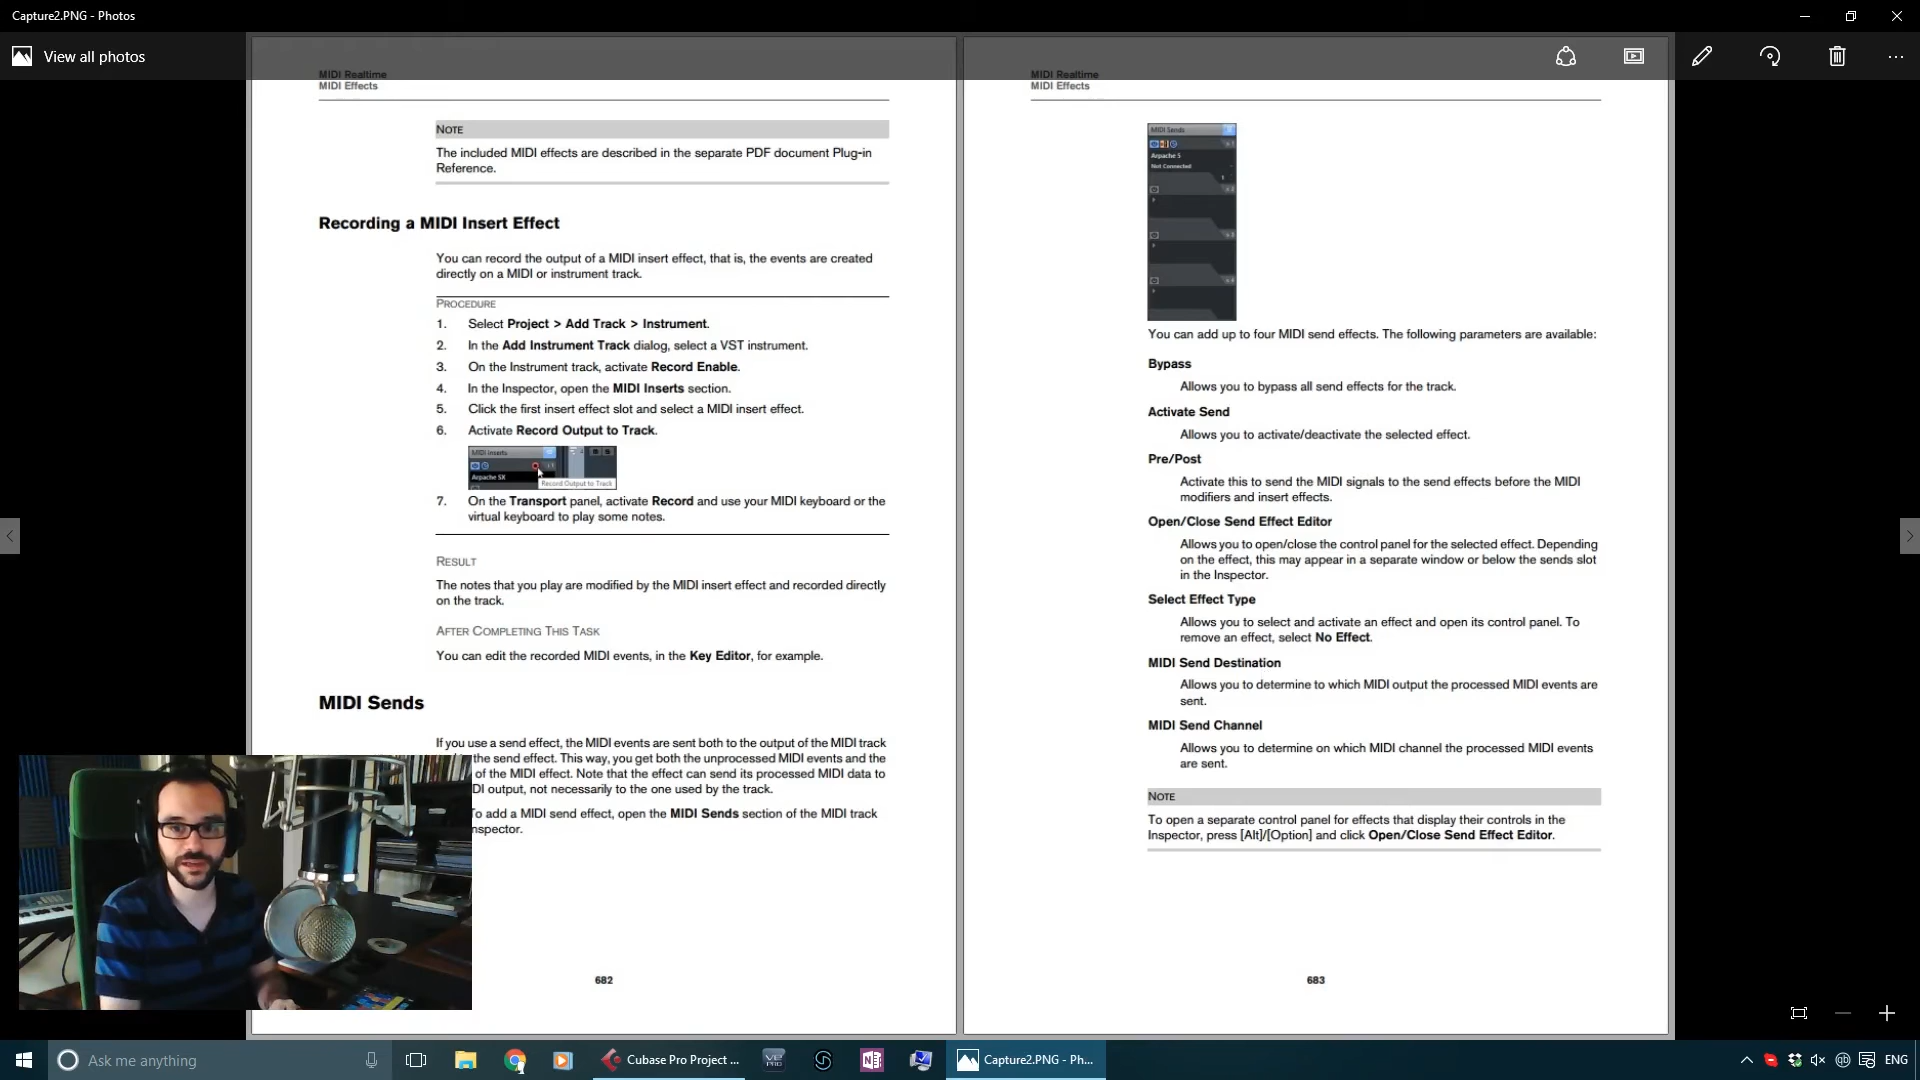 Capture2.PNG - Photos
View all photos
MIDI Realtime
MIDI Effects
NOTE
The included MIDI effects are described in the separate PDF document Plug-in
Reference.
Recording a MIDI Insert Effect
You can record the output of a MIDI insert effect, that is, the events are created
directly on a MIDI or instrument track.
PROCEDURE
1. Select Project > Add Track > Instrument.
2. In the Add Instrument Track dialog, select a VST instrument.
3. On the Instrument track, activate Record Enable.
4. In the Inspector, open the MIDI Inserts section.
5. Click the first insert effect slot and select a MIDI insert effect.
6. Activate Record Output to Track.
MIDI Inserts
Arpache SX
Record Output to Track
7. On the Transport panel, activate Record and use your MIDI keyboard or the
virtual keyboard to play some notes.
RESULT
The notes that you play are modified by the MIDI insert effect and recorded directly
on the track.
AFTER COMPLETING THIS TASK
You can edit the recorded MIDI events, in the Key Editor, for example.
MIDI Sends
If you use a send effect, the MIDI events are sent both to the output of the MIDI track
the send effect. This way, you get both the unprocessed MIDI events and the
of the MIDI effect. Note that the effect can send its processed MIDI data to
DI output, not necessarily to the one used by the track.
To add a MIDI send effect, open the MIDI Sends section of the MIDI track
nspector.
682
MIDI Realtime
MIDI Effects
MIDI Sends
Arpache 5
Not Connected
1
You can add up to four MIDI send effects. The following parameters are available:
Bypass
Allows you to bypass all send effects for the track.
Activate Send
Allows you to activate/deactivate the selected effect.
Pre/Post
Activate this to send the MIDI signals to the send effects before the MIDI
modifiers and insert effects.
Open/Close Send Effect Editor
Allows you to open/close the control panel for the selected effect. Depending
on the effect, this may appear in a separate window or below the sends slot
in the Inspector.
Select Effect Type
Allows you to select and activate an effect and open its control panel. To
remove an effect, select No Effect.
MIDI Send Destination
Allows you to determine to which MIDI output the processed MIDI events are
sent.
MIDI Send Channel
Allows you to determine on which MIDI channel the processed MIDI events
are sent.
NOTE
To open a separate control panel for effects that display their controls in the
Inspector, press [Alt]/[Option] and click Open/Close Send Effect Editor.
683
Ask me anything
Cubase Pro Project ...
VE PRO
Capture2.PNG - Ph...
ENG